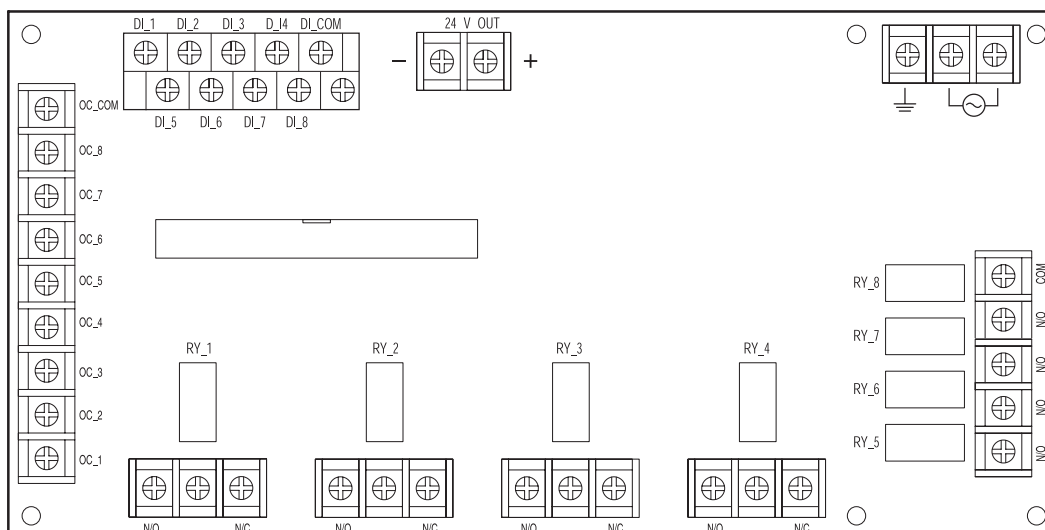 DI_1 DI_2 DI_3 D_I4 DI_COM
24 V OUT
− +
DI_5 DI_6 DI_7 DI_8
OC_COM
OC_8
OC_7
OC_6
OC_5
OC_4
OC_3
OC_2
OC_1
RY_1 RY_2 RY_3 RY_4
N/O N/C N/O N/C N/O N/C N/O N/C
RY_8
RY_7
RY_6
RY_5
COM
N/O
N/O
N/O
N/O